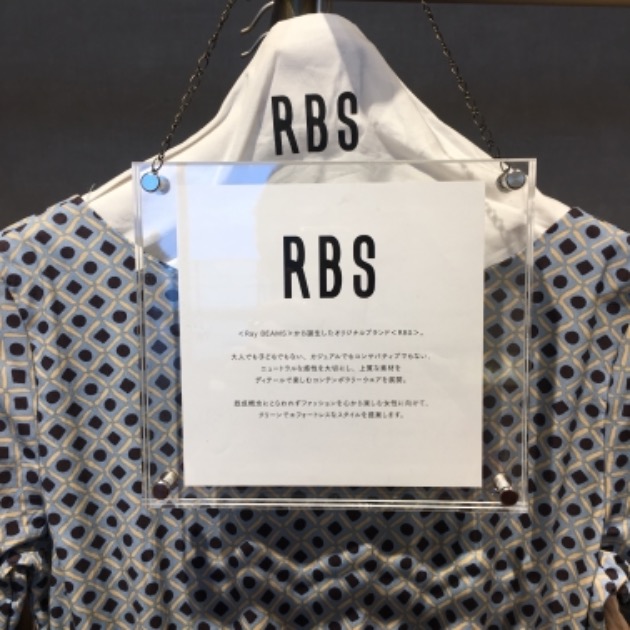 RBS
RBS
<Ray BEAMS>から誕生したオリジナルブランド<RBS>。
大人でも子どもでもない、カジュアルでもコンサバティブでもない、
ニュートラルな感性を大切にし、上質な素材を
ディテールで楽しむコンテンポラリーウエアを展開。
既成概念にとらわれずファッションを心から楽しむ女性に向けて、
クリーンでエフォートレスなスタイルを提案します。